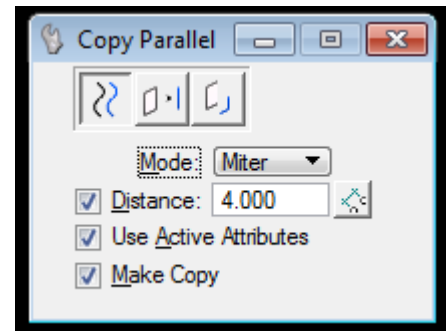 Copy Parallel
Mode: Miter
Distance: 4.000
Use Active Attributes
Make Copy